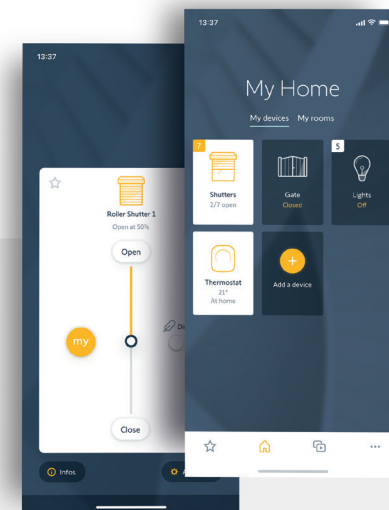 13:37
Roller Shutter 1
Open at 50%
Open
my
Close
Infos
13:37
My Home
My devices My rooms
7
Shutters
2/7 open
Gate
Closed
5
Lights
Off
Thermostat
21°
At home
Add a device